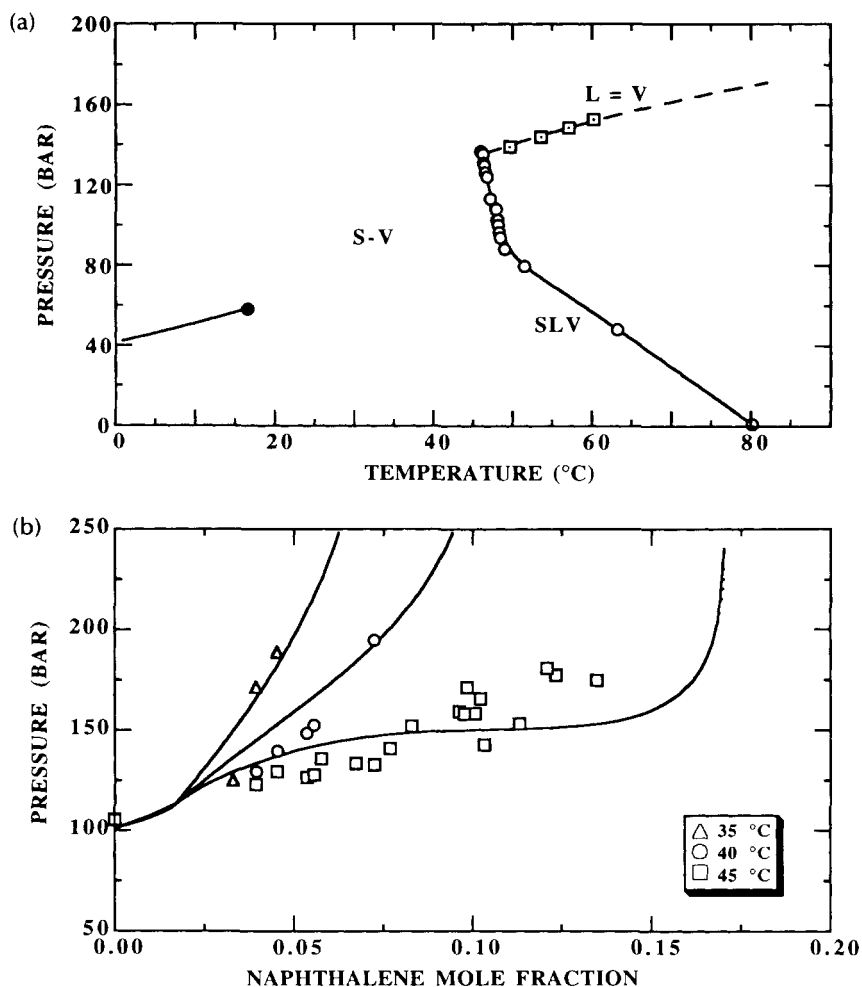 (a)
200
160
120
80
40
0
PRESSURE (BAR)
L = V
S-V
SLV
0 20 40 60 80
TEMPERATURE (°C)
(b)
250
200
150
100
50
PRESSURE (BAR)
35 °C
40 °C
45 °C
0.00 0.05 0.10 0.15 0.20
NAPHTHALENE MOLE FRACTION